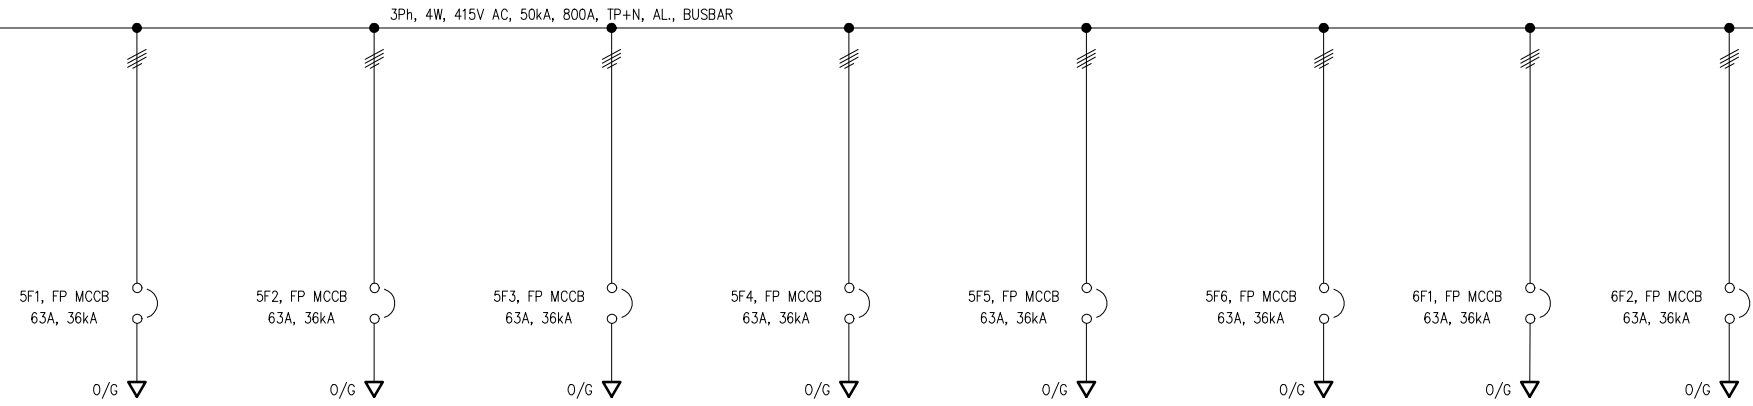 3Ph, 4W, 415V AC, 50kA, 800A, TP+N, AL., BUSBAR
5F1, FP MCCB
63A, 36kA
O/G
5F2, FP MCCB
63A, 36kA
O/G
5F3, FP MCCB
63A, 36kA
O/G
5F4, FP MCCB
63A, 36kA
O/G
5F5, FP MCCB
63A, 36kA
O/G
5F6, FP MCCB
63A, 36kA
O/G
6F1, FP MCCB
63A, 36kA
O/G
6F2, FP MCCB
63A, 36kA
O/G